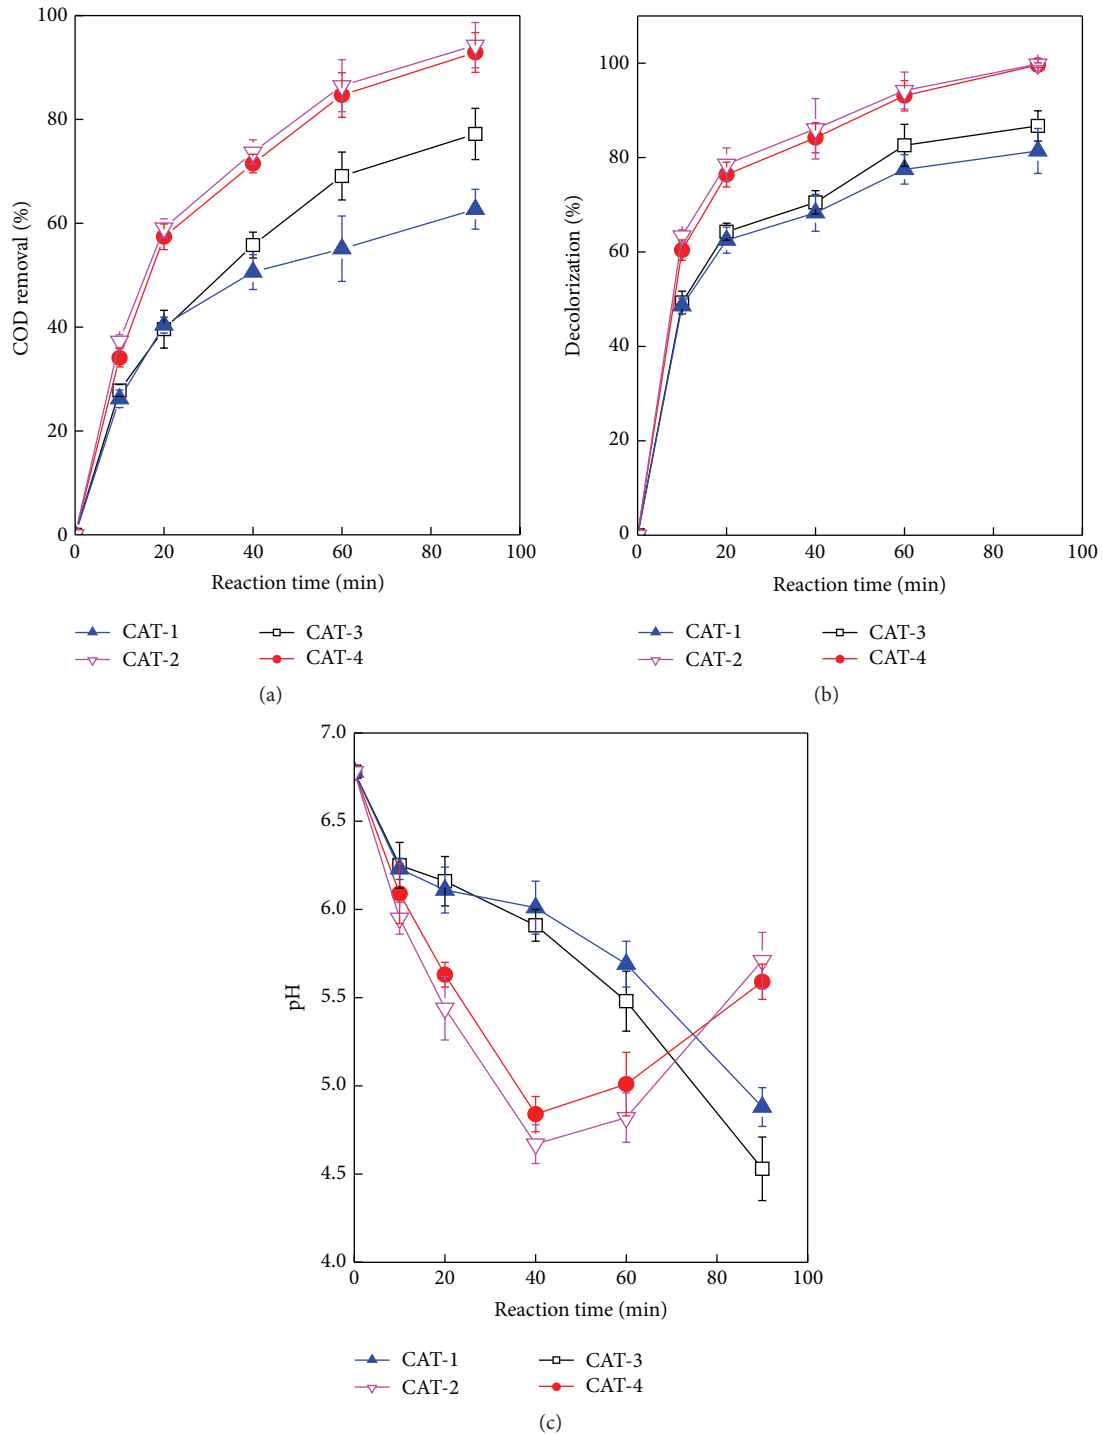 100
80
60
40
20
0
COD removal (%)
0 20 40 60 80 100
Reaction time (min)
CAT-1 CAT-3
CAT-2 CAT-4
(a)
100
80
60
40
20
0
Decolorization (%)
0 20 40 60 80 100
Reaction time (min)
CAT-1 CAT-3
CAT-2 CAT-4
(b)
7.0
6.5
6.0
5.5
5.0
4.5
4.0
pH
0 20 40 60 80 100
Reaction time (min)
CAT-1 CAT-3
CAT-2 CAT-4
(c)